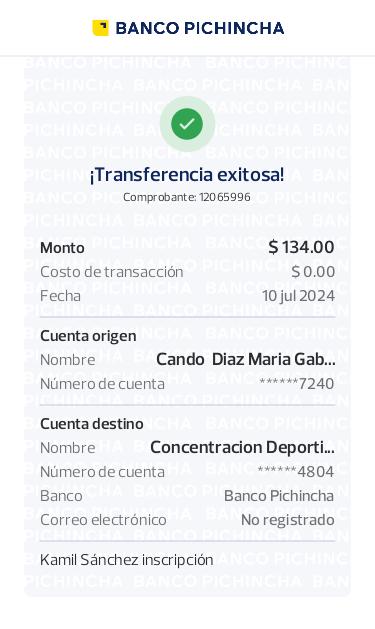 BANCO PICHINCHA
¡Transferencia exitosa!
Comprobante: 12065996
Monto $ 134.00
Costo de transacción $ 0.00
Fecha 10 jul 2024
Cuenta origen
Nombre Cando Diaz Maria Gab...
Número de cuenta ******7240
Cuenta destino
Nombre Concentracion Deporti...
Número de cuenta ******4804
Banco Banco Pichincha
Correo electrónico No registrado
Kamil Sánchez inscripción